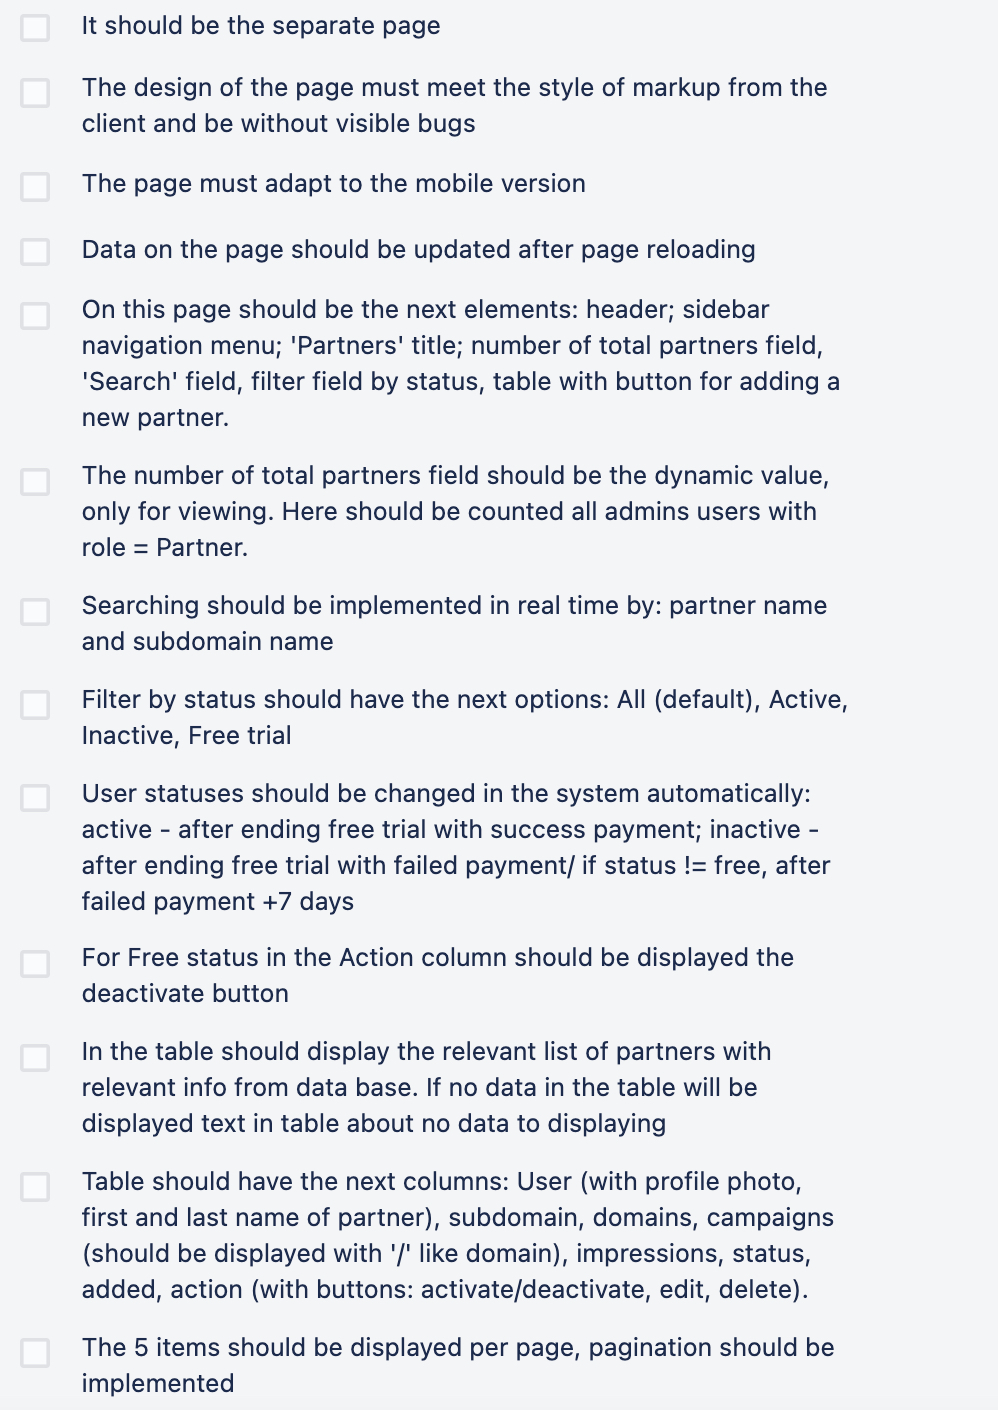 It should be the separate page
The design of the page must meet the style of markup from the
client and be without visible bugs
The page must adapt to the mobile version
Data on the page should be updated after page reloading
On this page should be the next elements: header; sidebar
navigation menu; 'Partners' title; number of total partners field,
'Search' field, filter field by status, table with button for adding a
new partner.
The number of total partners field should be the dynamic value,
only for viewing. Here should be counted all admins users with
role = Partner.
Searching should be implemented in real time by: partner name
and subdomain name
Filter by status should have the next options: All (default), Active,
Inactive, Free trial
User statuses should be changed in the system automatically:
active - after ending free trial with success payment; inactive -
after ending free trial with failed payment/ if status != free, after
failed payment +7 days
For Free status in the Action column should be displayed the
deactivate button
In the table should display the relevant list of partners with
relevant info from data base. If no data in the table will be
displayed text in table about no data to displaying
Table should have the next columns: User (with profile photo,
first and last name of partner), subdomain, domains, campaigns
(should be displayed with '/' like domain), impressions, status,
added, action (with buttons: activate/deactivate, edit, delete).
The 5 items should be displayed per page, pagination should be
implemented